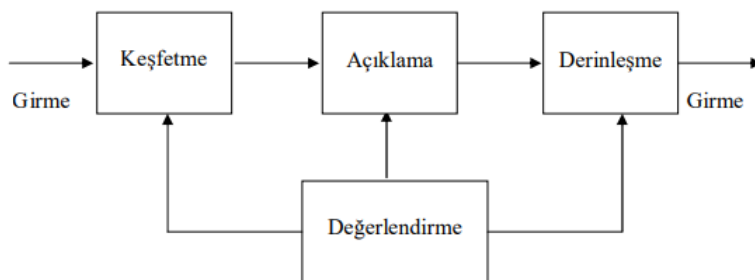 Keşfetme
Açıklama
Derinleşme
Girme
Girme
Değerlendirme